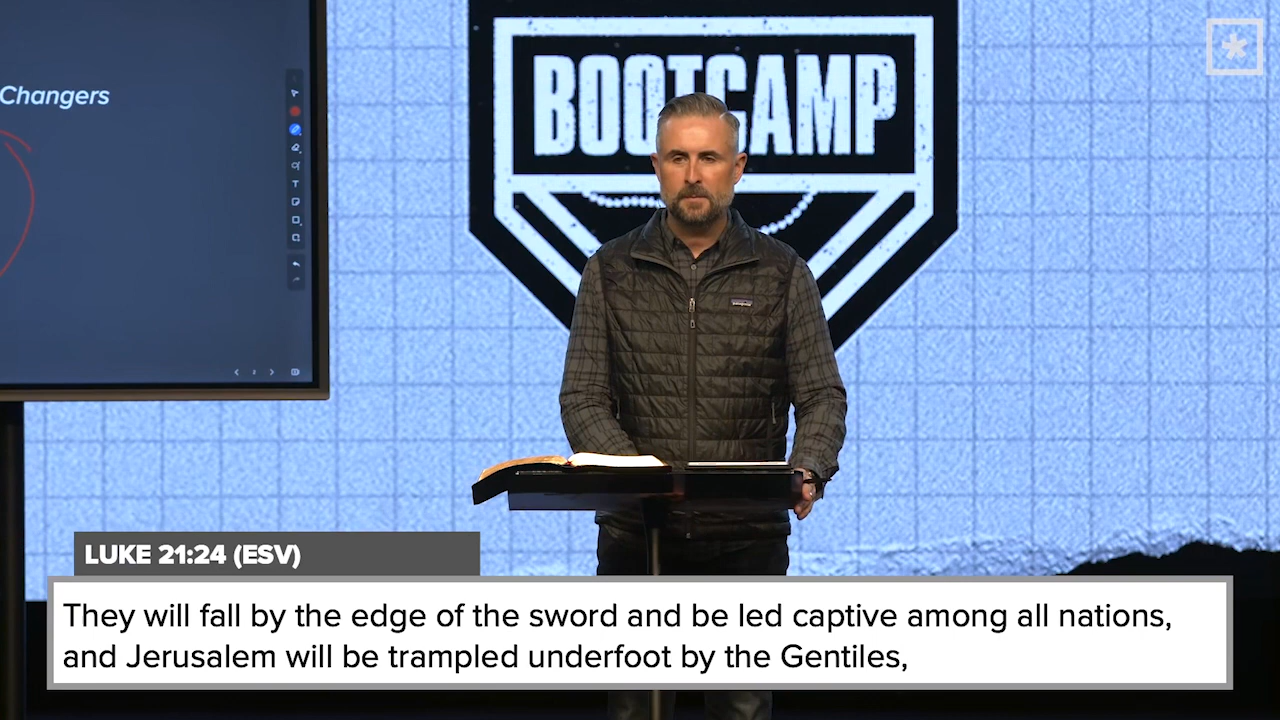 Changers
BOOTCAMP
patagonia
LUKE 21:24 (ESV)
They will fall by the edge of the sword and be led captive among all nations,
and Jerusalem will be trampled underfoot by the Gentiles,